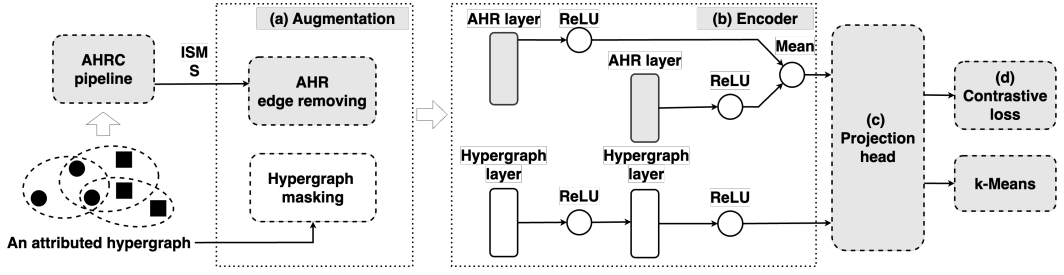 (a) Augmentation
(b) Encoder
AHRC
pipeline
ISM
S
AHR
edge removing
Hypergraph
masking
An attributed hypergraph
AHR layer
ReLU
AHR layer
ReLU
Mean
Hypergraph
layer
ReLU
Hypergraph
layer
ReLU
(c)
Projection
head
(d)
Contrastive
loss
k-Means